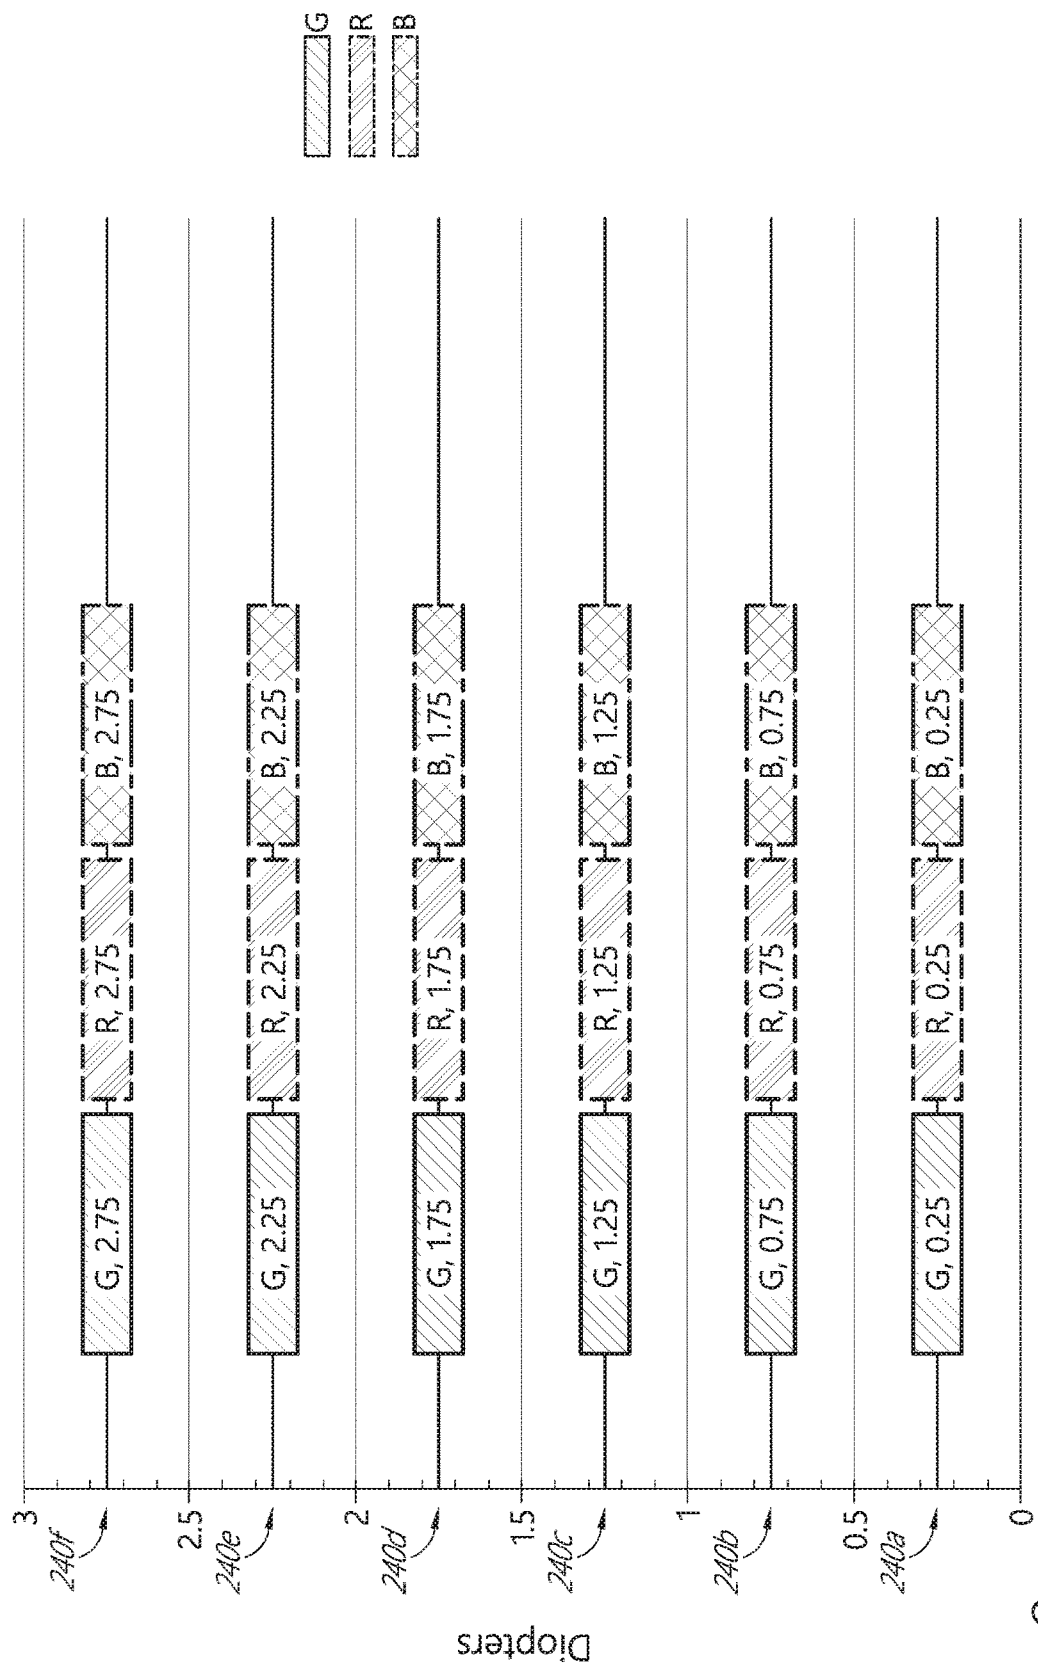 3
240f
G, 2.75 R, 2.75 B, 2.75
2.5
240e
G, 2.25 R, 2.25 B, 2.25
2
240d
G, 1.75 R, 1.75 B, 1.75
1.5
240c
G, 1.25 R, 1.25 B, 1.25
1
240b
G, 0.75 R, 0.75 B, 0.75
0.5
240a
G, 0.25 R, 0.25 B, 0.25
0
Diopters
G
R
B